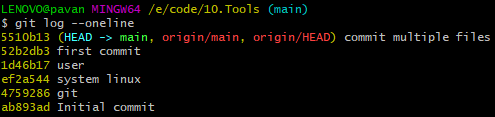 LENOVO@pavan MINGW64 /e/code/10.Tools (main)
$ git log --oneline
5510b13 (HEAD -> main, origin/main, origin/HEAD) commit multiple files
52b2db3 first commit
1d46b17 user
ef2a544 system linux
4759286 git
ab893ad Initial commit